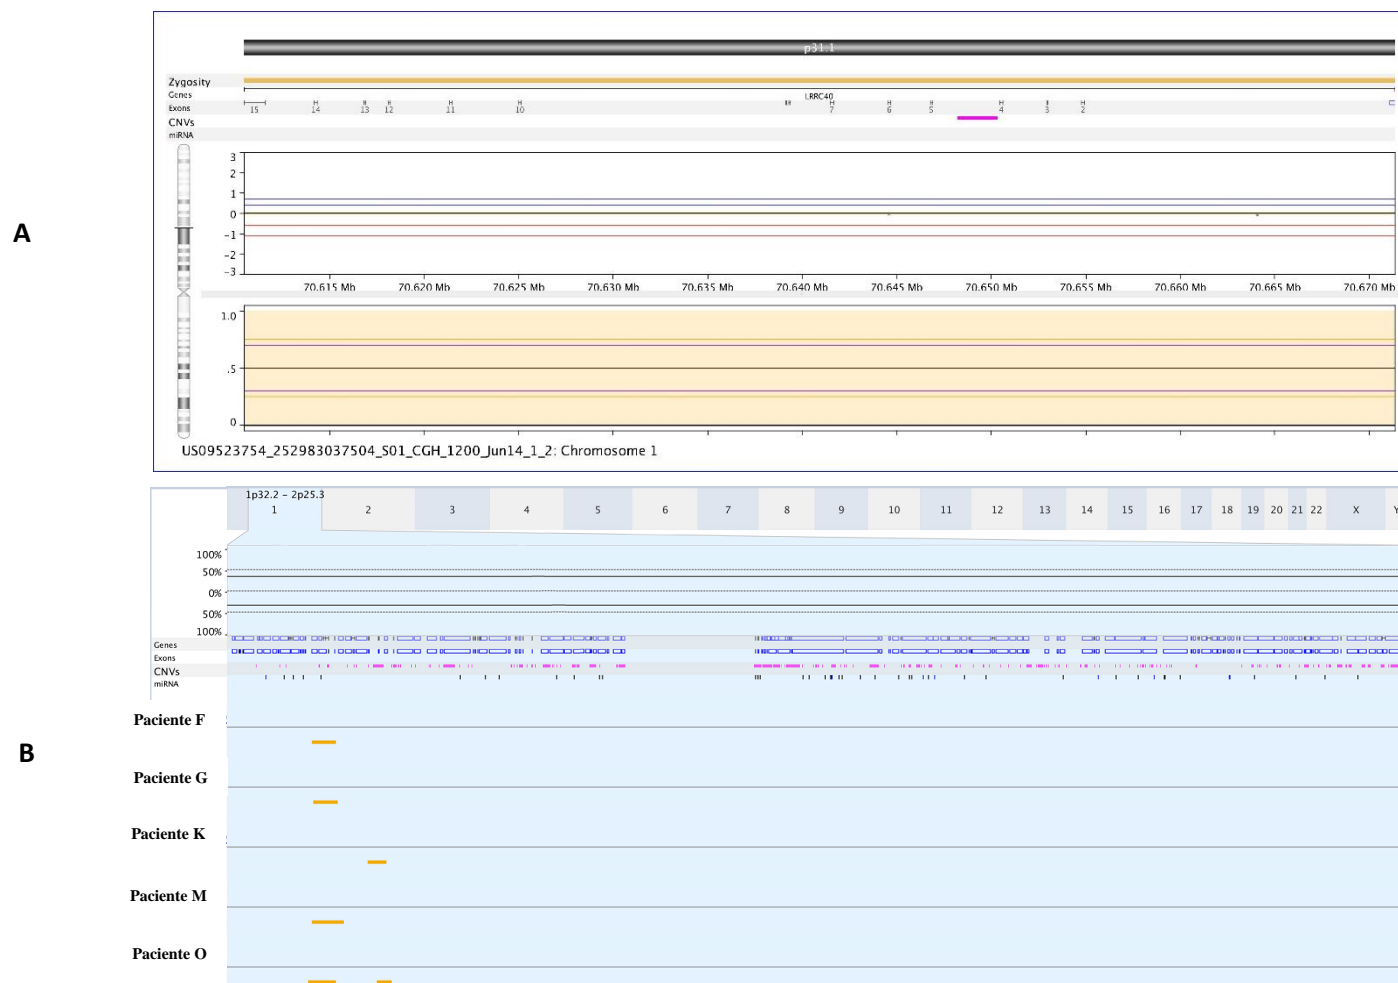 p31.1
Zygosity
Genes
LRRC40
Exons
15 14 13 12 11 10 7 6 5 4 3 2
CNVs
miRNA
A
3
2
1
0
-1
-2
-3
70.615 Mb 70.620 Mb 70.625 Mb 70.630 Mb 70.635 Mb 70.640 Mb 70.645 Mb 70.650 Mb 70.655 Mb 70.660 Mb 70.665 Mb 70.670 Mb
1.0
.5
0
US09523754_252983037504_S01_CGH_1200_Jun14_1_2: Chromosome 1
1p32.2 - 2p25.3
1 2 3 4 5 6 7 8 9 10 11 12 13 14 15 16 17 18 19 20 21 22 X Y
100%
50%
0%
50%
100%
Genes
Exons
CNVs
miRNA
Paciente F
B
Paciente G
Paciente K
Paciente M
Paciente O